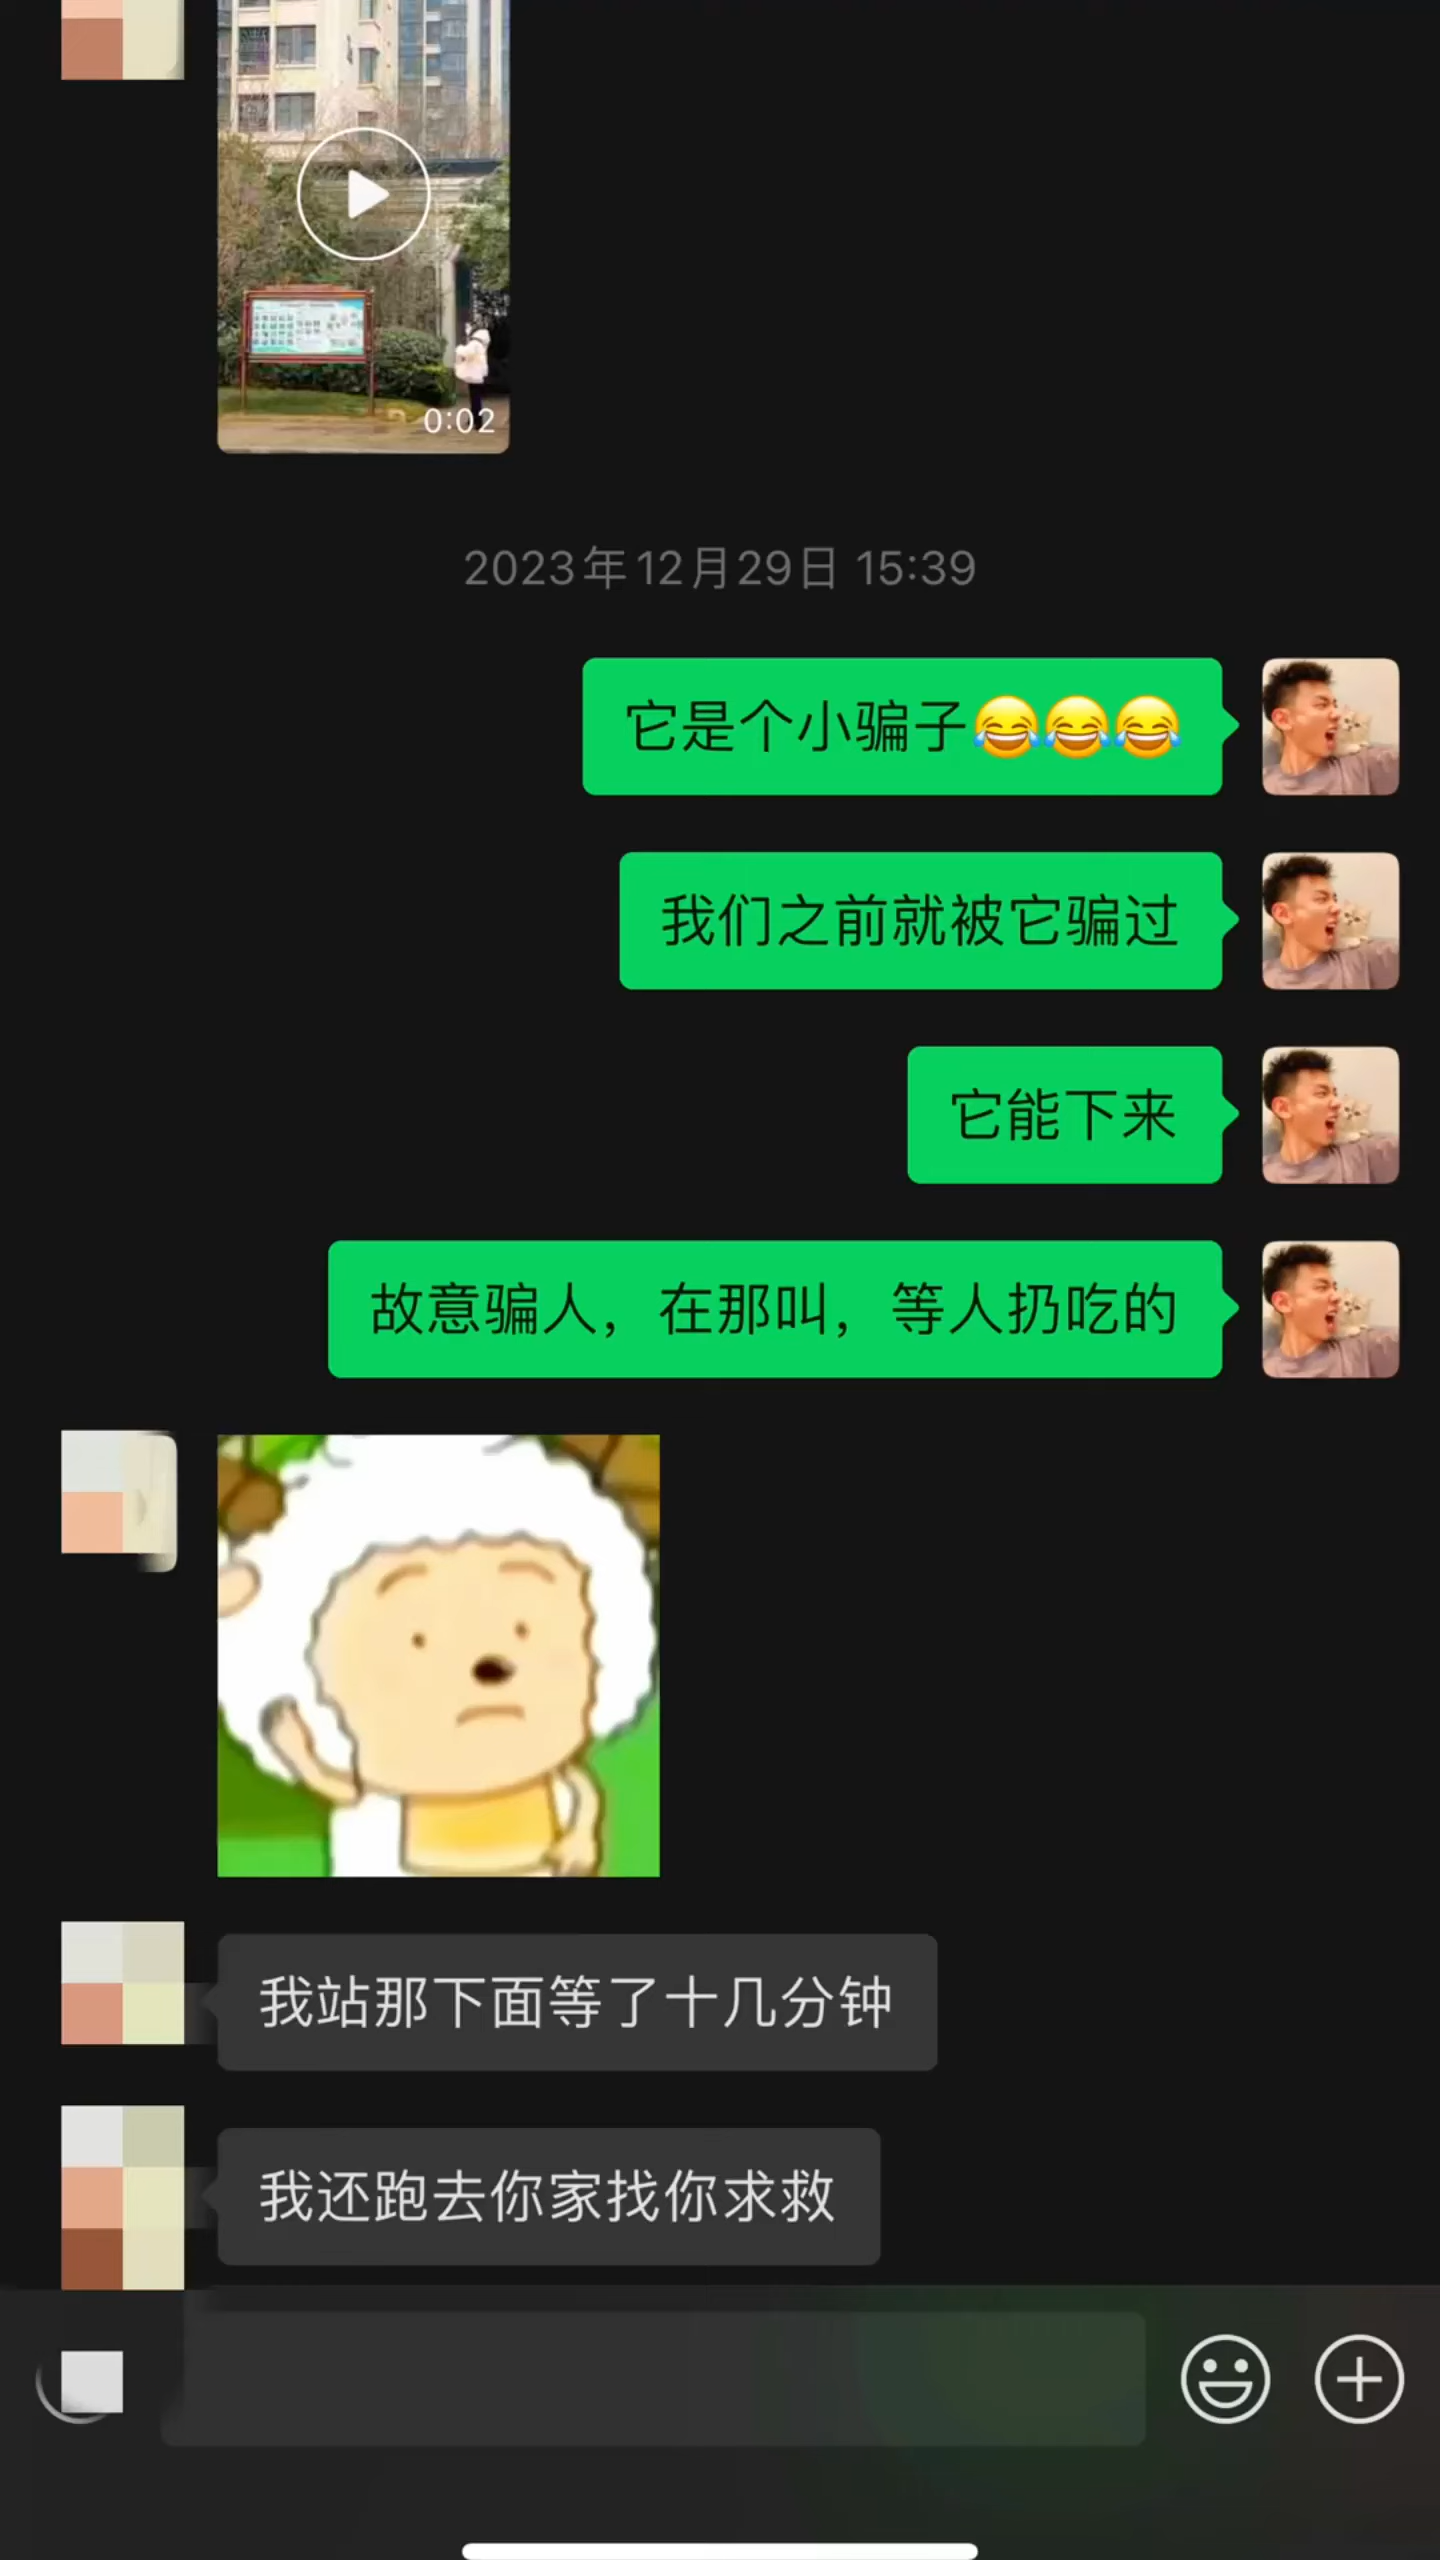 0:02
2023年12月29日 15:39
它是个小骗子😂😂😂
我们之前就被它骗过
它能下来
故意骗人，在那叫，等人扔吃的
我站那下面等了十几分钟
我还跑去你家找你求救